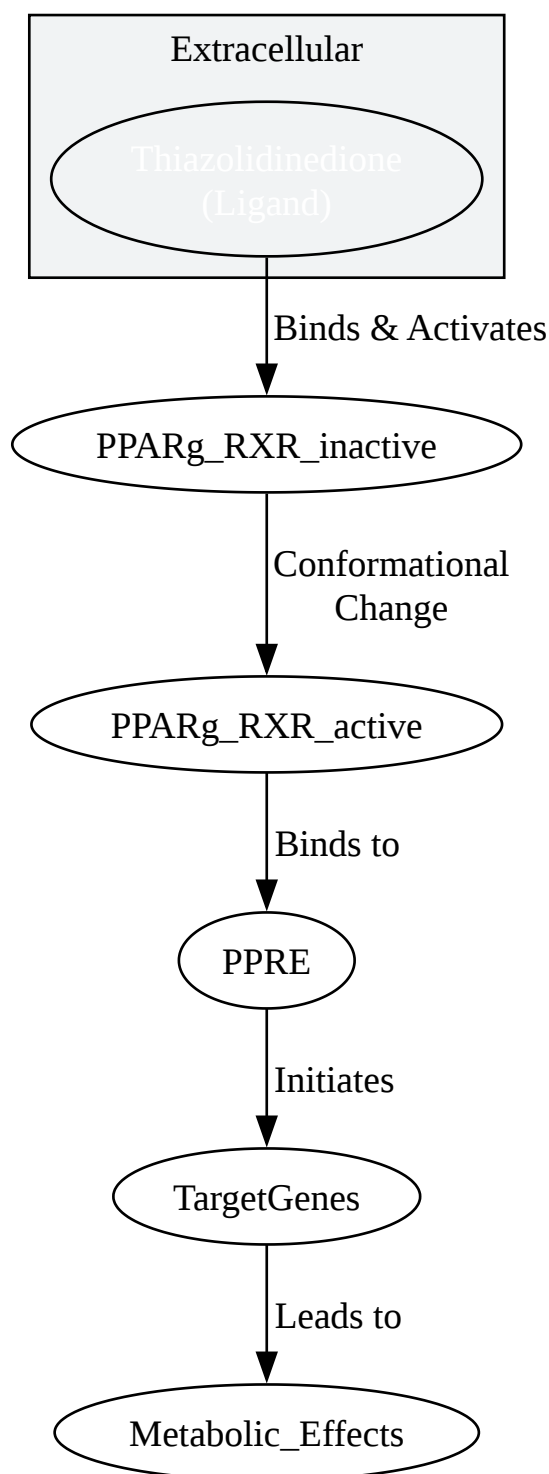 Extracellular
Thiazolidinedione
(Ligand)
Binds & Activates
PPARg_RXR_inactive
Conformational
Change
PPARg_RXR_active
Binds to
PPRE
Initiates
TargetGenes
Leads to
Metabolic_Effects